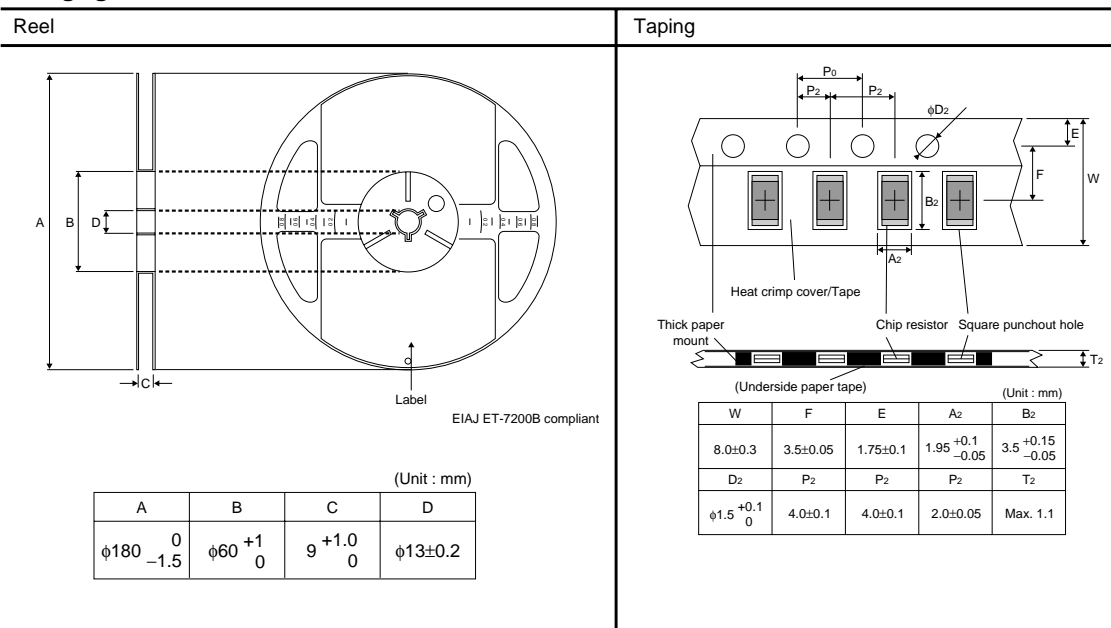 Reel
Taping
A
B
D
C
Label
EIAJ ET-7200B compliant
(Unit : mm)
A B C D
φ180 0 −1.5 φ60 +1 0 9 +1.0 0 φ13±0.2
P0
P2 P2
φD2
E
F
W
B2
A2
Heat crimp cover/Tape
Thick paper
mount
Chip resistor
Square punchout hole
T2
(Underside paper tape)
(Unit : mm)
W F E A2 B2
8.0±0.3 3.5±0.05 1.75±0.1 1.95 +0.1 −0.05 3.5 +0.15 −0.05
D2 P2 P2 P2 T2
φ1.5 +0.1 0 4.0±0.1 4.0±0.1 2.0±0.05 Max. 1.1